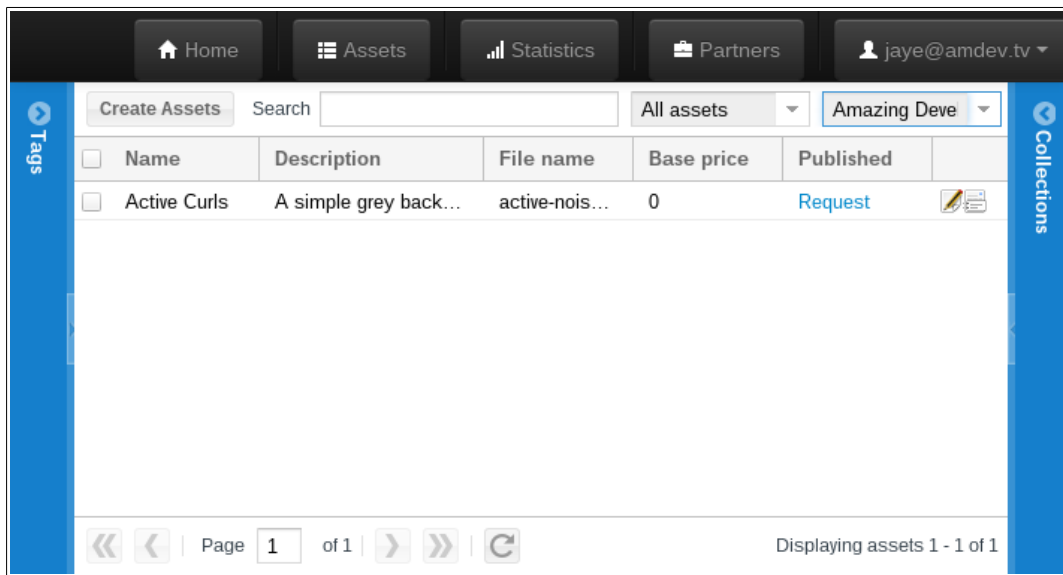 Home Assets Statistics Partners jaye@amdev.tv
Tags
Create Assets Search All assets Amazing Deve
Name Description File name Base price Published
Active Curls A simple grey back... active-nois... 0 Request
Collections
Page 1 of 1 Displaying assets 1 - 1 of 1